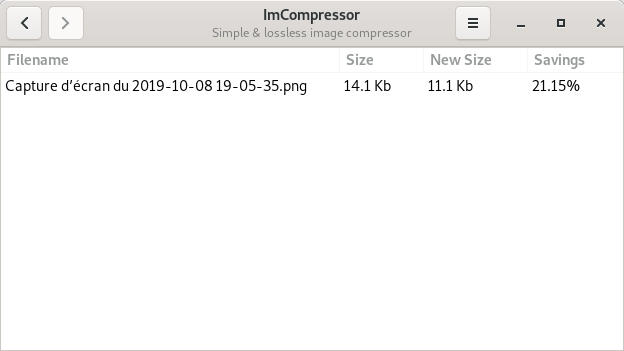 ImCompressor
Simple & lossless image compressor
Filename Size New Size Savings
Capture d’écran du 2019-10-08 19-05-35.png 14.1 Kb 11.1 Kb 21.15%